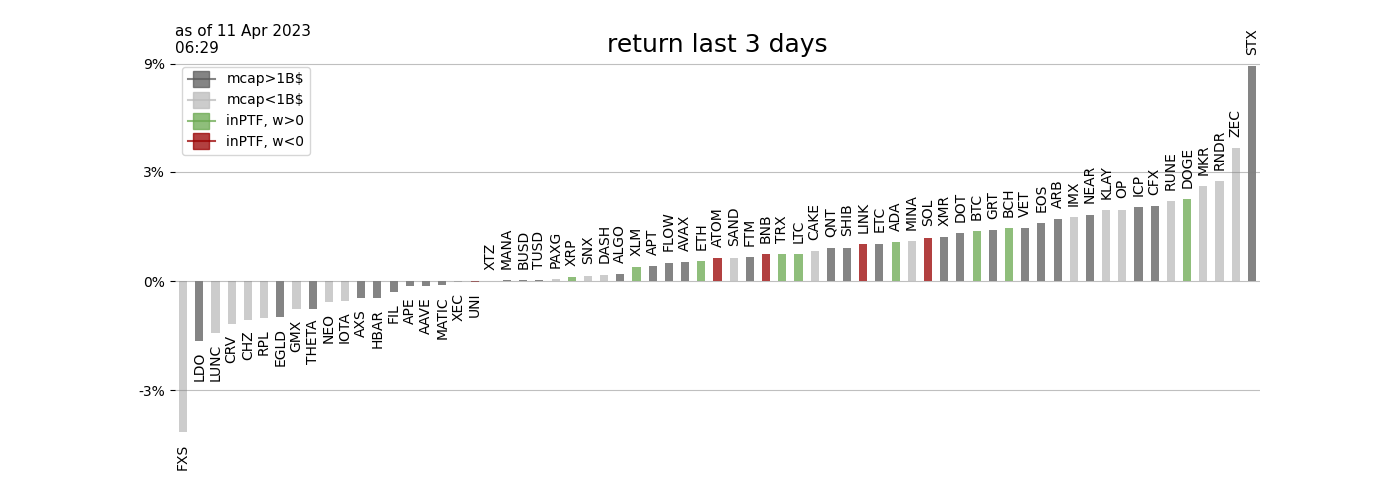 as of 11 Apr 2023
06:29
return last 3 days
9%
3%
0%
-3%
mcap>1B$
mcap<1B$
inPTF, w>0
inPTF, w<0
FXS
LDO
LUNC
CRV
CHZ
RPL
EGLD
GMX
THETA
NEO
IOTA
AXS
HBAR
FIL
APE
AAVE
MATIC
XEC
UNI
XTZ
MANA
BUSD
TUSD
PAXG
XRP
SNX
DASH
ALGO
XLM
APT
FLOW
AVAX
ETH
ATOM
SAND
FTM
BNB
TRX
LTC
CAKE
QNT
SHIB
LINK
ETC
ADA
MINA
SOL
XMR
DOT
BTC
GRT
BCH
VET
EOS
ARB
IMX
NEAR
KLAY
OP
ICP
CFX
RUNE
DOGE
MKR
RNDR
ZEC
STX